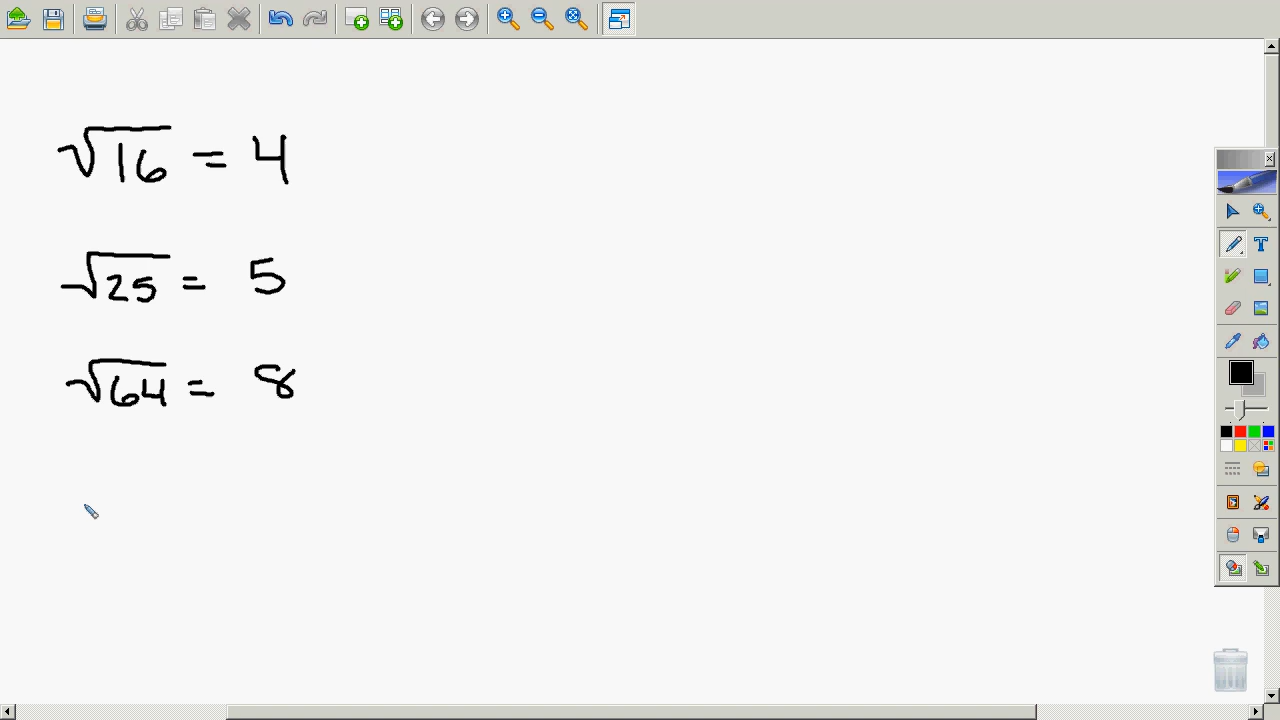 √16 = 4
√25 = 5
√64 = 8